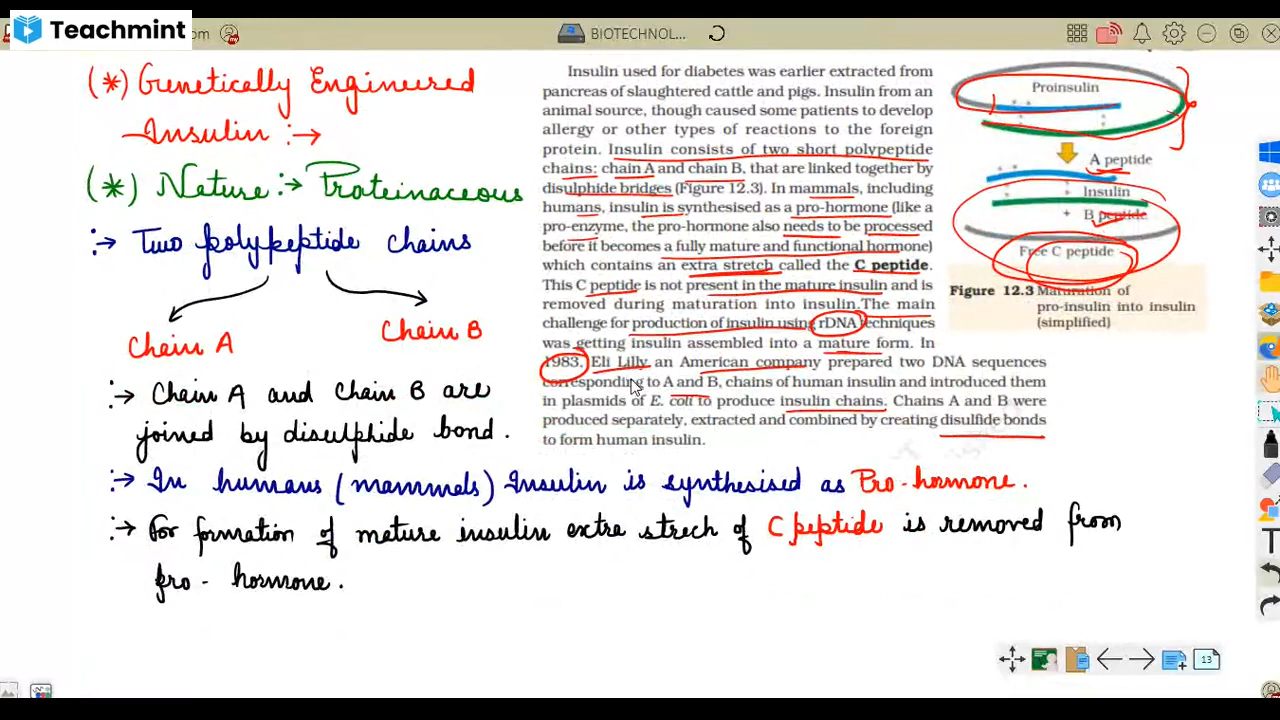 Teachmint
om
BIOTECHNOL...
(*) Genetically Engineered
Insulin :→
(*) Nature :→ Proteinaceous
:→ Two polypeptide chains
Chain A
Chain B
:→ Chain A and Chain B are
joined by disulphide bond.
Insulin used for diabetes was earlier extracted from
pancreas of slaughtered cattle and pigs. Insulin from an
animal source, though caused some patients to develop
allergy or other types of reactions to the foreign
protein. Insulin consists of two short polypeptide
chains: chain A and chain B, that are linked together by
disulphide bridges (Figure 12.3). In mammals, including
humans, insulin is synthesised as a pro-hormone (like a
pro-enzyme, the pro-hormone also needs to be processed
before it becomes a fully mature and functional hormone)
which contains an extra stretch called the C peptide.
This C peptide is not present in the mature insulin and is
removed during maturation into insulin.The main
challenge for production of insulin using rDNA techniques
was getting insulin assembled into a mature form. In
1983, Eli Lilly an American company prepared two DNA sequences
corresponding to A and B, chains of human insulin and introduced them
in plasmids of E. coli to produce insulin chains. Chains A and B were
produced separately, extracted and combined by creating disulfide bonds
to form human insulin.
Proinsulin
A peptide
Insulin
+ B peptide
Free C peptide
Figure 12.3 Maturation of
pro-insulin into insulin
(simplified)
:→ In humans (mammels) Insulin is synthesised as Pro-hormone.
:→ For formation of mature insulin extra strech of C peptide is removed from
pro- hormone.
13